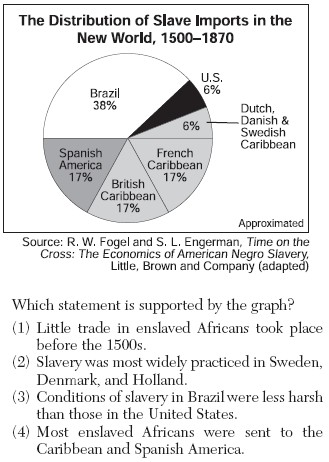 The Distribution of Slave Imports in the
New World, 1500–1870
Brazil
38%
U.S.
6%
6%
Dutch,
Danish &
Swedish
Caribbean
French
Caribbean
17%
British
Caribbean
17%
Spanish
America
17%
Approximated
Source: R. W. Fogel and S. L. Engerman, Time on the
Cross: The Economics of American Negro Slavery,
Little, Brown and Company (adapted)
Which statement is supported by the graph?
(1) Little trade in enslaved Africans took place
before the 1500s.
(2) Slavery was most widely practiced in Sweden,
Denmark, and Holland.
(3) Conditions of slavery in Brazil were less harsh
than those in the United States.
(4) Most enslaved Africans were sent to the
Caribbean and Spanish America.